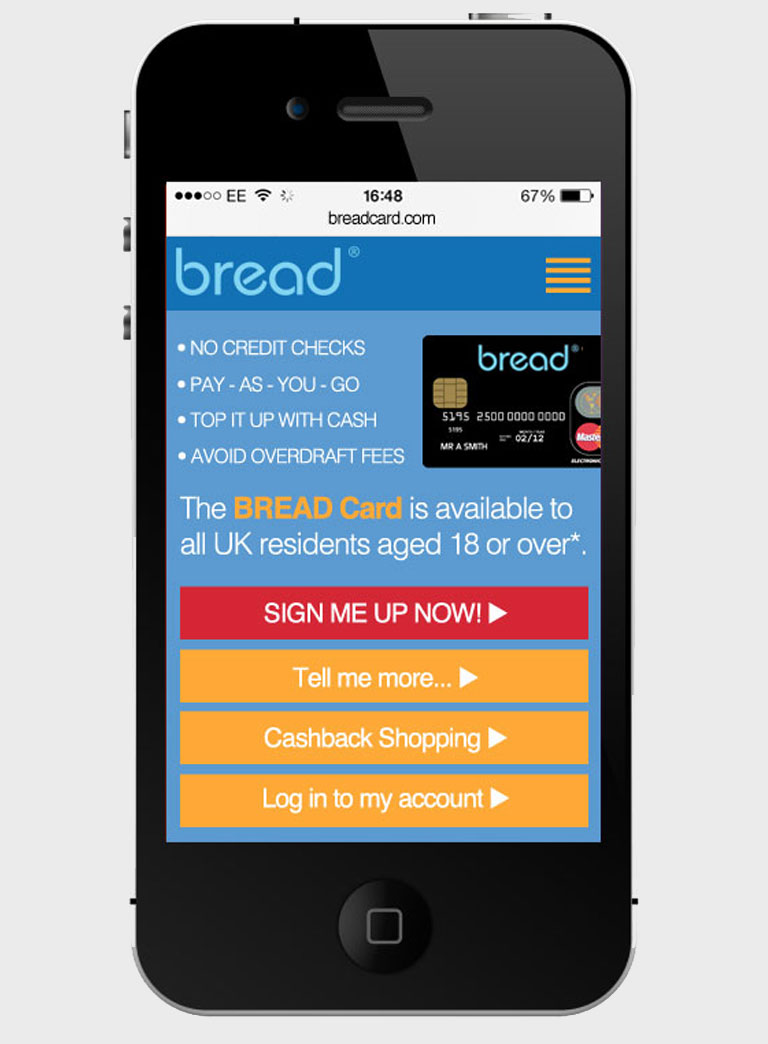 EE 16:48 67%
breadcard.com
bread®
• NO CREDIT CHECKS
• PAY - AS - YOU - GO
• TOP IT UP WITH CASH
• AVOID OVERDRAFT FEES
bread®
5195 2500 0000 0000
5195
02/12
MR A SMITH
Maste
ELECTRONIC
The BREAD Card is available to
all UK residents aged 18 or over*.
SIGN ME UP NOW! ▶
Tell me more... ▶
Cashback Shopping ▶
Log in to my account ▶